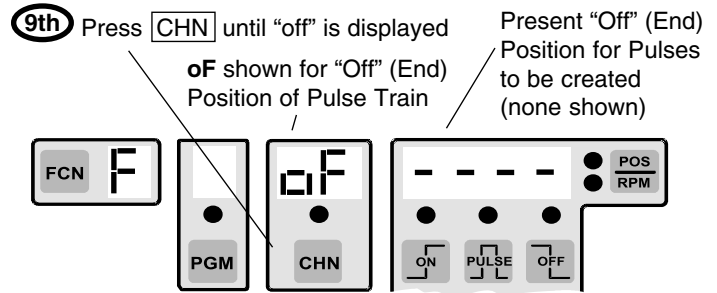 9th Press CHN until “off” is displayed
oF shown for “Off” (End)
Position of Pulse Train
Present “Off” (End)
Position for Pulses
to be created
(none shown)
FCN F
PGM
oF
CHN
- - - -
POS
RPM
ON
PULSE
OFF